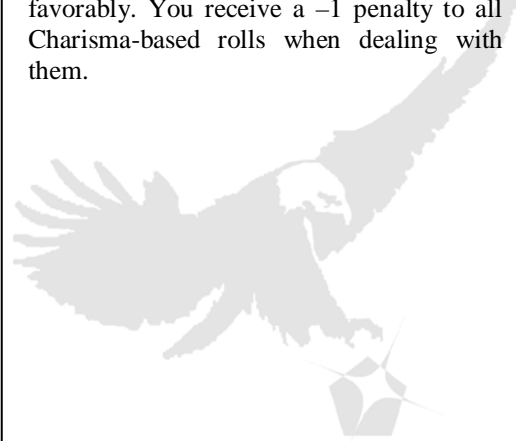 favorably. You receive a –1 penalty to all
Charisma-based rolls when dealing with
them.